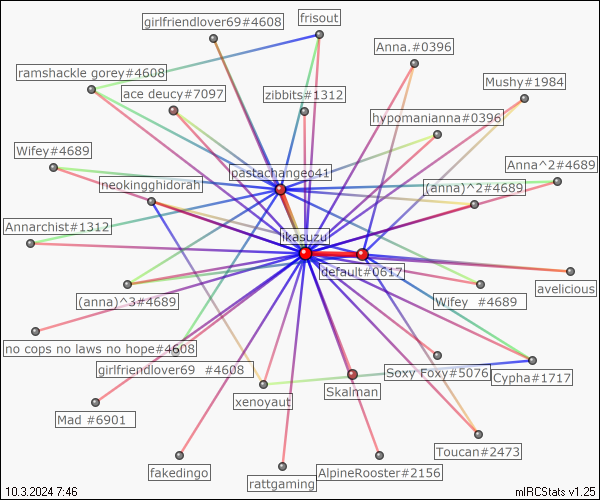 girlfriendlover69#4608
frisout
Anna.#0396
ramshackle gorey#4608
ace deucy#7097
zibbits#1312
Mushy#1984
hypomanianna#0396
Wifey#4689
pastachangeo41
Anna^2#4689
neokingghidorah
(anna)^2#4689
Annarchist#1312
ikasuzu
default#0617
avelicious
(anna)^3#4689
Wifey #4689
no cops no laws no hope#4608
girlfriendlover69 #4608
Soxy Foxy#5076
Cypha#1717
Skalman
xenoyaut
Mad #6901
Toucan#2473
fakedingo
rattgaming
AlpineRooster#2156
10.3.2024 7:46
mIRCStats v1.25